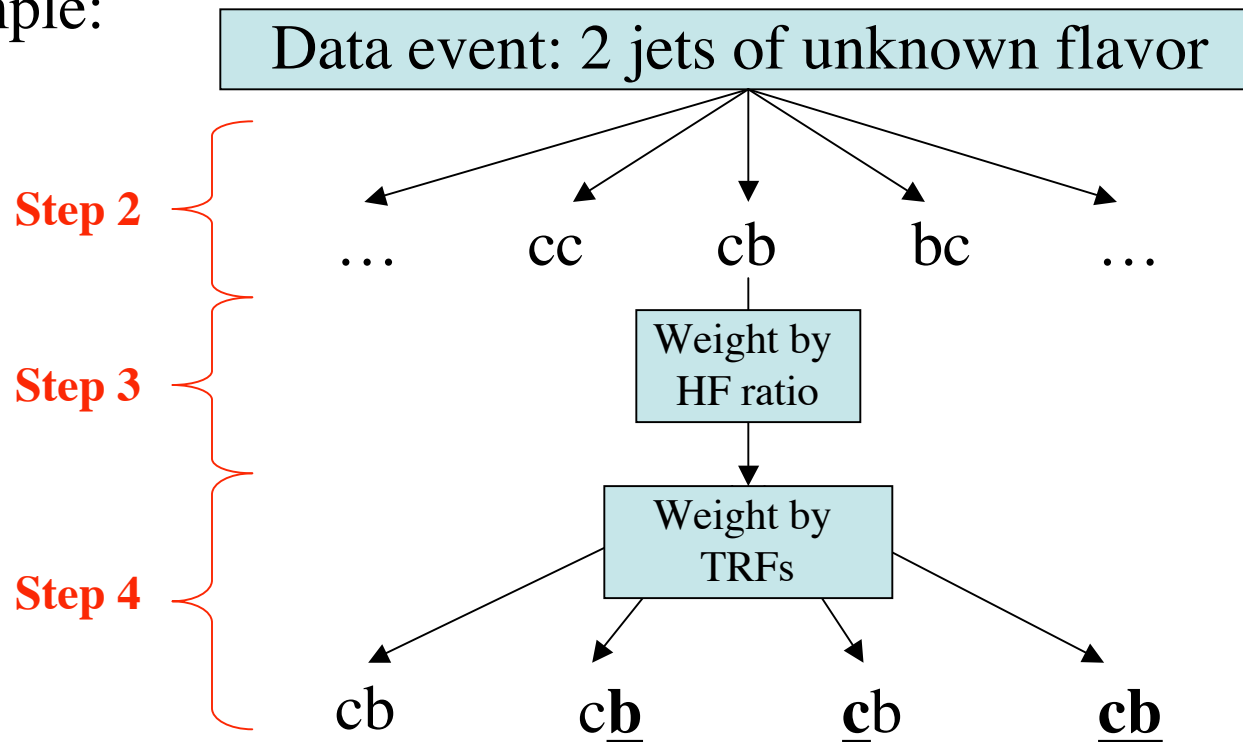 Data event: 2 jets of unknown flavor
Step 2
… cc cb bc …
Weight by
HF ratio
Step 3
Weight by
TRFs
Step 4
cb cb cb cb